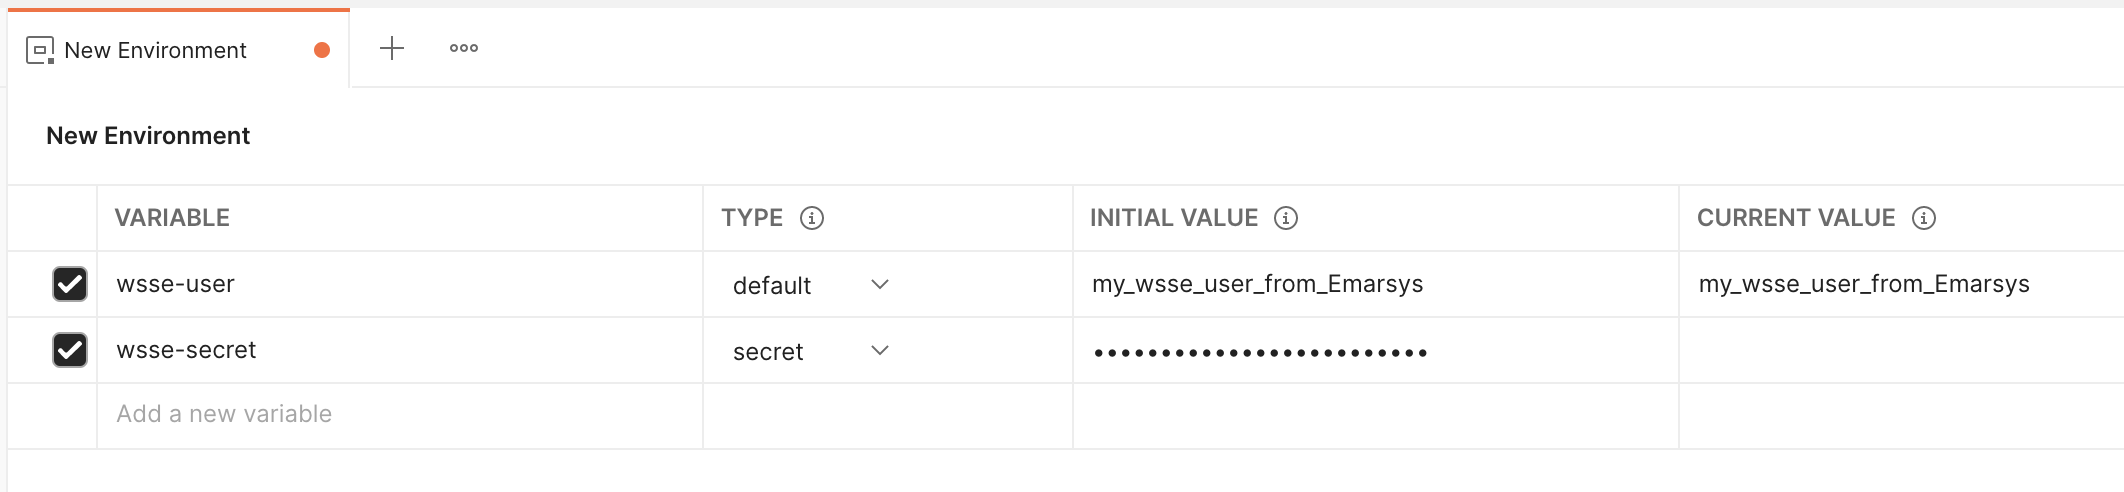 New Environment
New Environment
VARIABLE TYPE INITIAL VALUE CURRENT VALUE
wsse-user default my_wsse_user_from_Emarsys my_wsse_user_from_Emarsys
wsse-secret secret •••••••••••••••••••••••••
Add a new variable